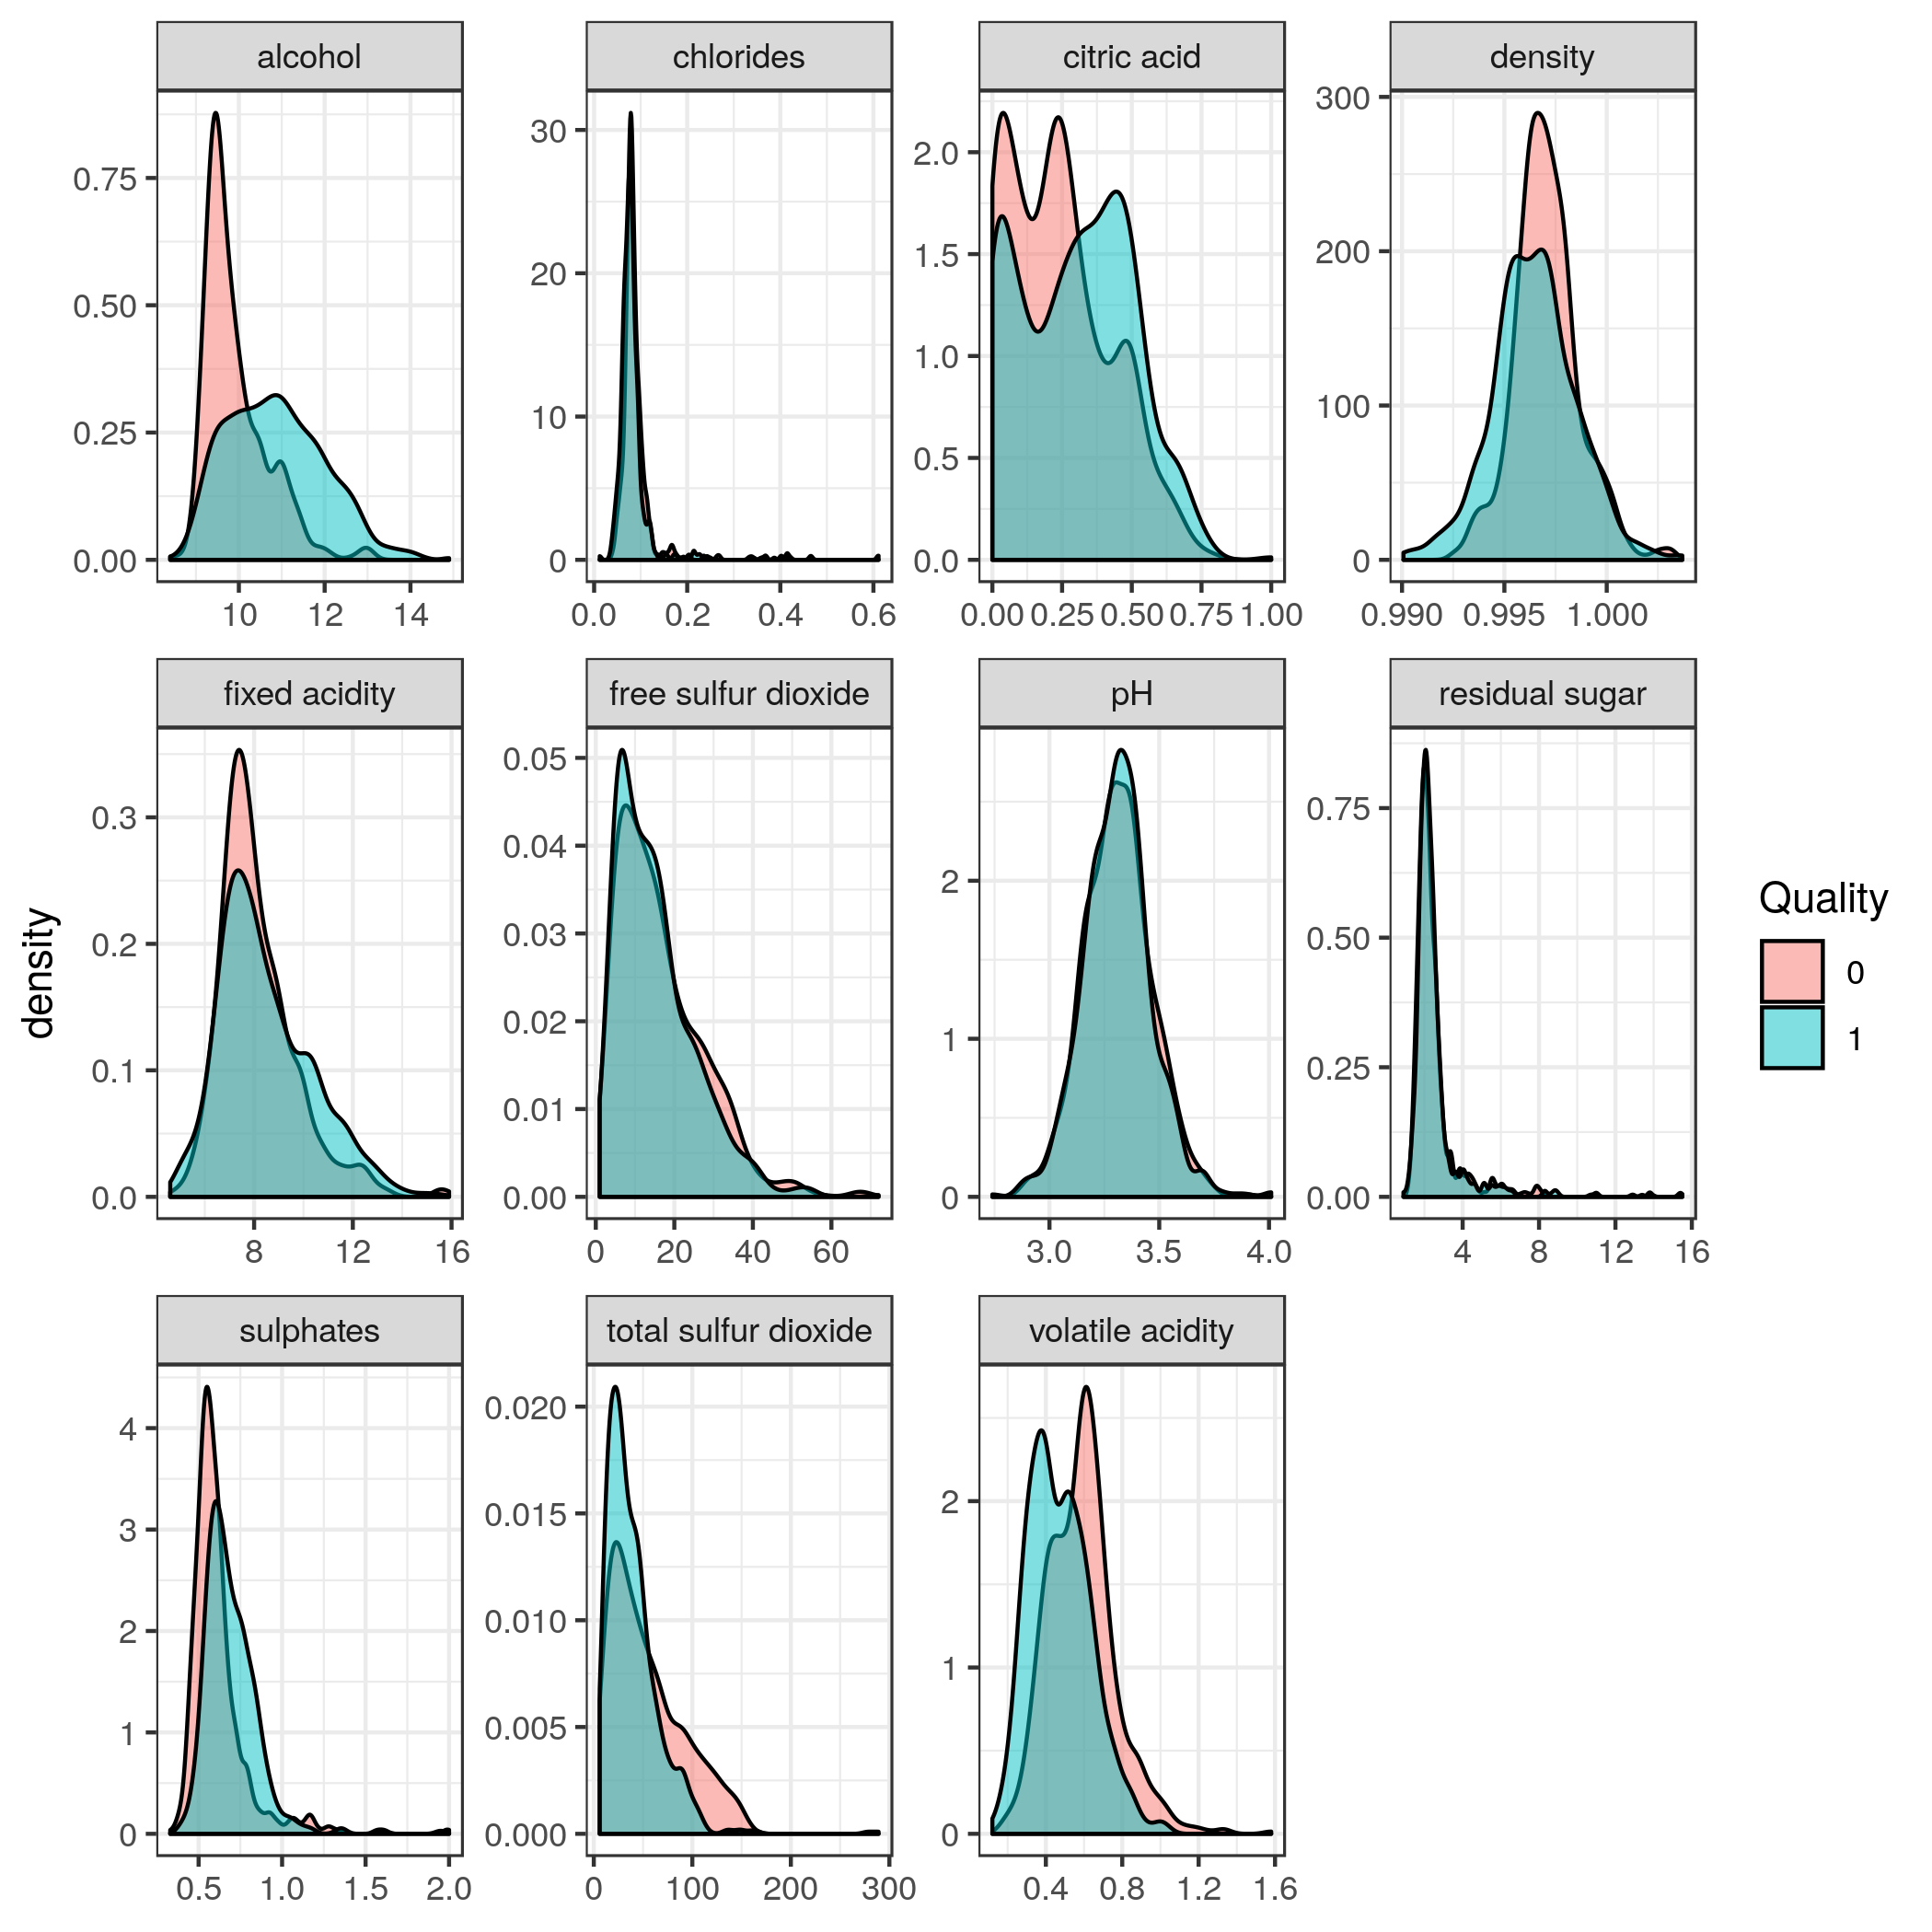 alcohol
chlorides
citric acid
density
0.75
0.50
0.25
0.00
10 12 14
30
20
10
0
0.0 0.2 0.4 0.6
2.0
1.5
1.0
0.5
0.0
0.00 0.25 0.50 0.75 1.00
300
200
100
0
0.990 0.995 1.000
fixed acidity
free sulfur dioxide
pH
residual sugar
0.3
0.2
0.1
0.0
8 12 16
0.05
0.04
0.03
0.02
0.01
0.00
0 20 40 60
2
1
0
3.0 3.5 4.0
0.75
0.50
0.25
0.00
4 8 12 16
sulphates
total sulfur dioxide
volatile acidity
4
3
2
1
0
0.5 1.0 1.5 2.0
0.020
0.015
0.010
0.005
0.000
0 100 200 300
2
1
0
0.4 0.8 1.2 1.6
density
Quality
0
1